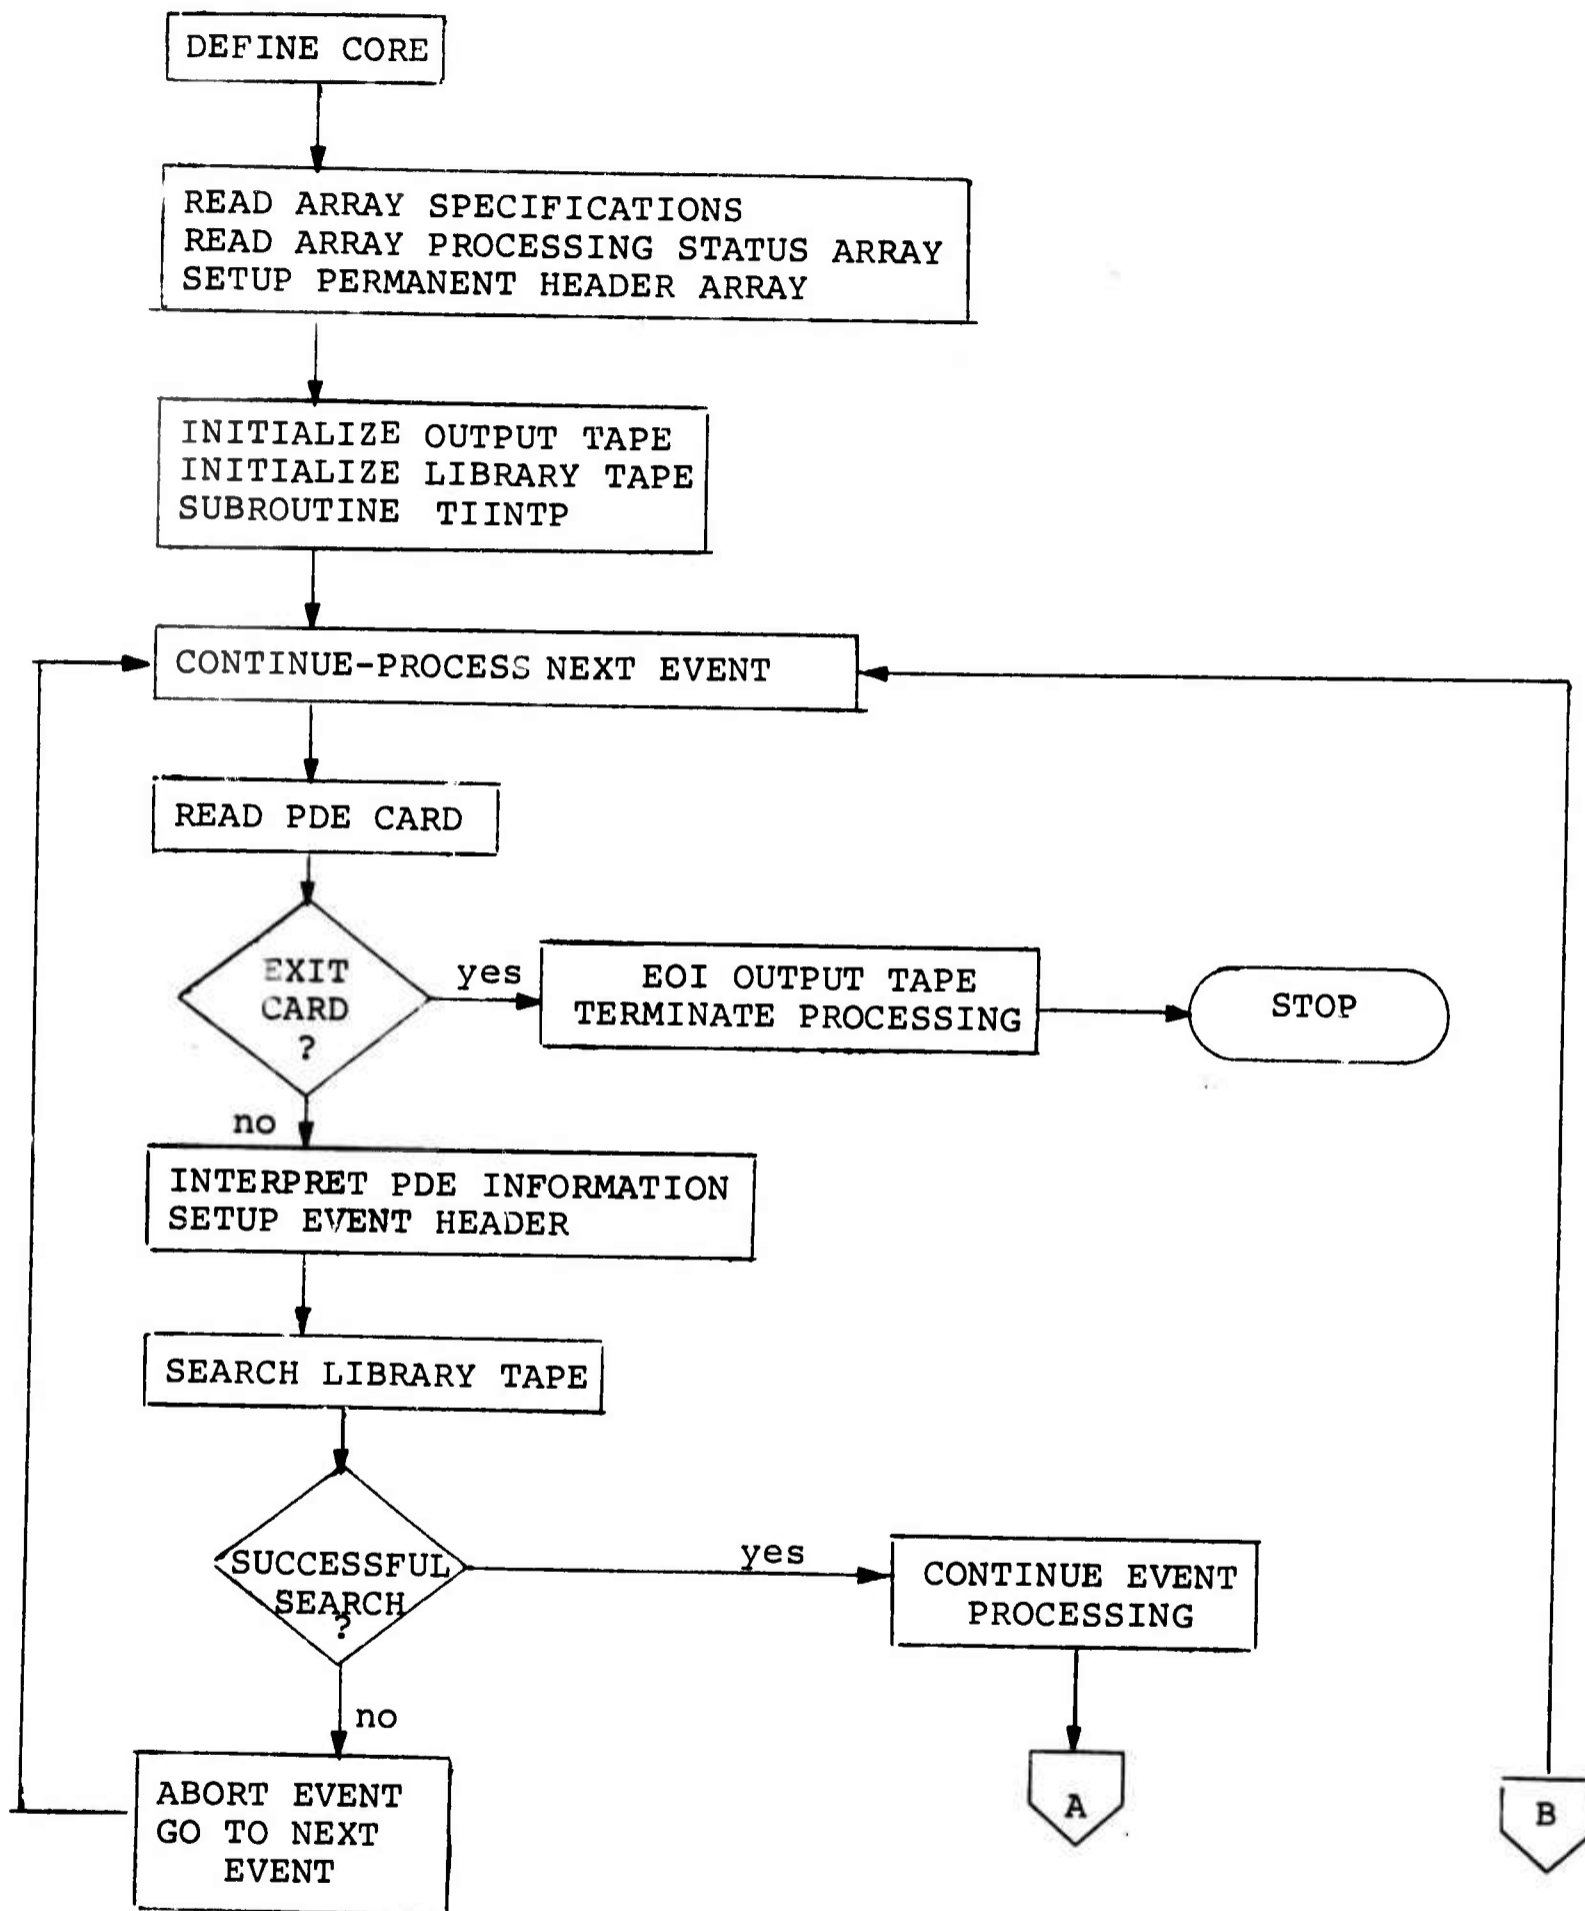 DEFINE CORE
READ ARRAY SPECIFICATIONS
READ ARRAY PROCESSING STATUS ARRAY
SETUP PERMANENT HEADER ARRAY
INITIALIZE OUTPUT TAPE
INITIALIZE LIBRARY TAPE
SUBROUTINE TIINTP
CONTINUE-PROCESS NEXT EVENT
READ PDE CARD
EXIT
CARD
?
yes
EOI OUTPUT TAPE
TERMINATE PROCESSING
STOP
no
INTERPRET PDE INFORMATION
SETUP EVENT HEADER
SEARCH LIBRARY TAPE
SUCCESSFUL
SEARCH
?
yes
CONTINUE EVENT
PROCESSING
no
ABORT EVENT
GO TO NEXT
EVENT
A
B